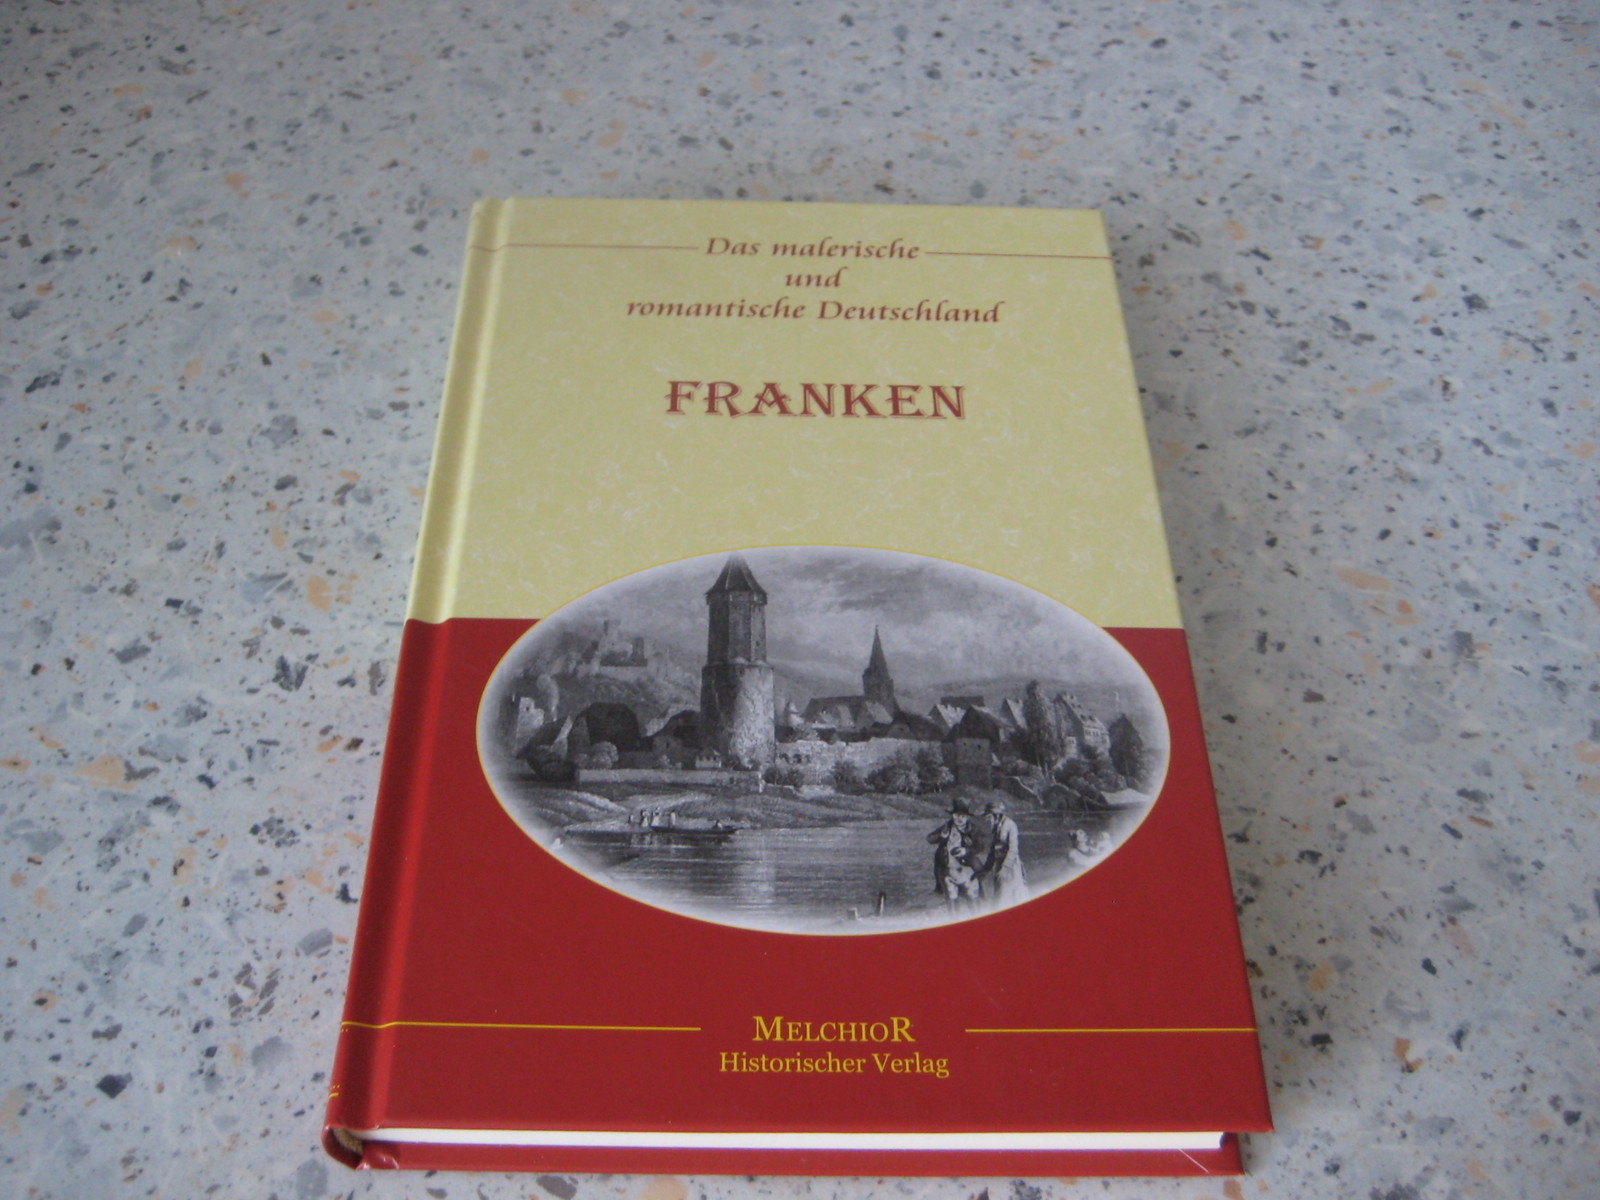 Das malerische
und
romantische Deutschland
FRANKEN
MELCHIOR
Historischer Verlag